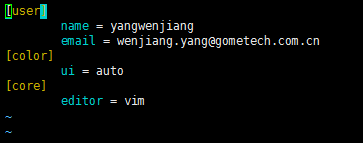 [user]
name = yangwenjiang
email = wenjiang.yang@gometech.com.cn
[color]
ui = auto
[core]
editor = vim
~
~